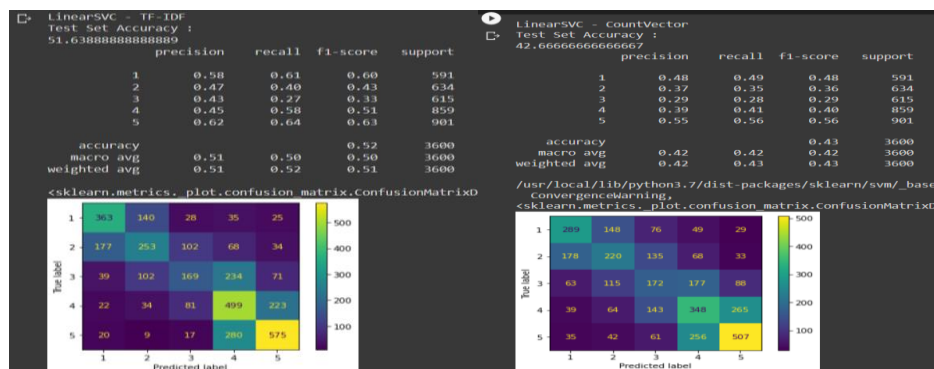 LinearSVC - TF-IDF
Test Set Accuracy :
51.63888888888889
precision recall f1-score support
1 0.58 0.61 0.60 591
2 0.47 0.40 0.43 634
3 0.43 0.27 0.33 615
4 0.45 0.58 0.51 859
5 0.62 0.64 0.63 901
accuracy 0.52 3600
macro avg 0.51 0.50 0.50 3600
weighted avg 0.51 0.52 0.51 3600
<sklearn.metrics._plot.confusion_matrix.ConfusionMatrixD
1 363 140 28 35 25
2 177 253 102 68 34
3 39 102 169 234 71
4 22 34 81 499 223
5 20 9 17 280 575
1 2 3 4 5
True label
Predicted label
500
400
300
200
100
LinearSVC - CountVector
Test Set Accuracy :
42.66666666666667
precision recall f1-score support
1 0.48 0.49 0.48 591
2 0.37 0.35 0.36 634
3 0.29 0.28 0.29 615
4 0.39 0.41 0.40 859
5 0.55 0.56 0.56 901
accuracy 0.43 3600
macro avg 0.42 0.42 0.42 3600
weighted avg 0.42 0.43 0.43 3600
/usr/local/lib/python3.7/dist-packages/sklearn/svm/_base
ConvergenceWarning,
<sklearn.metrics._plot.confusion_matrix.ConfusionMatrixD
1 289 148 76 49 29
2 178 220 135 68 33
3 63 115 172 177 88
4 39 64 143 348 265
5 35 42 61 256 507
1 2 3 4 5
True label
Predicted label
500
400
300
200
100